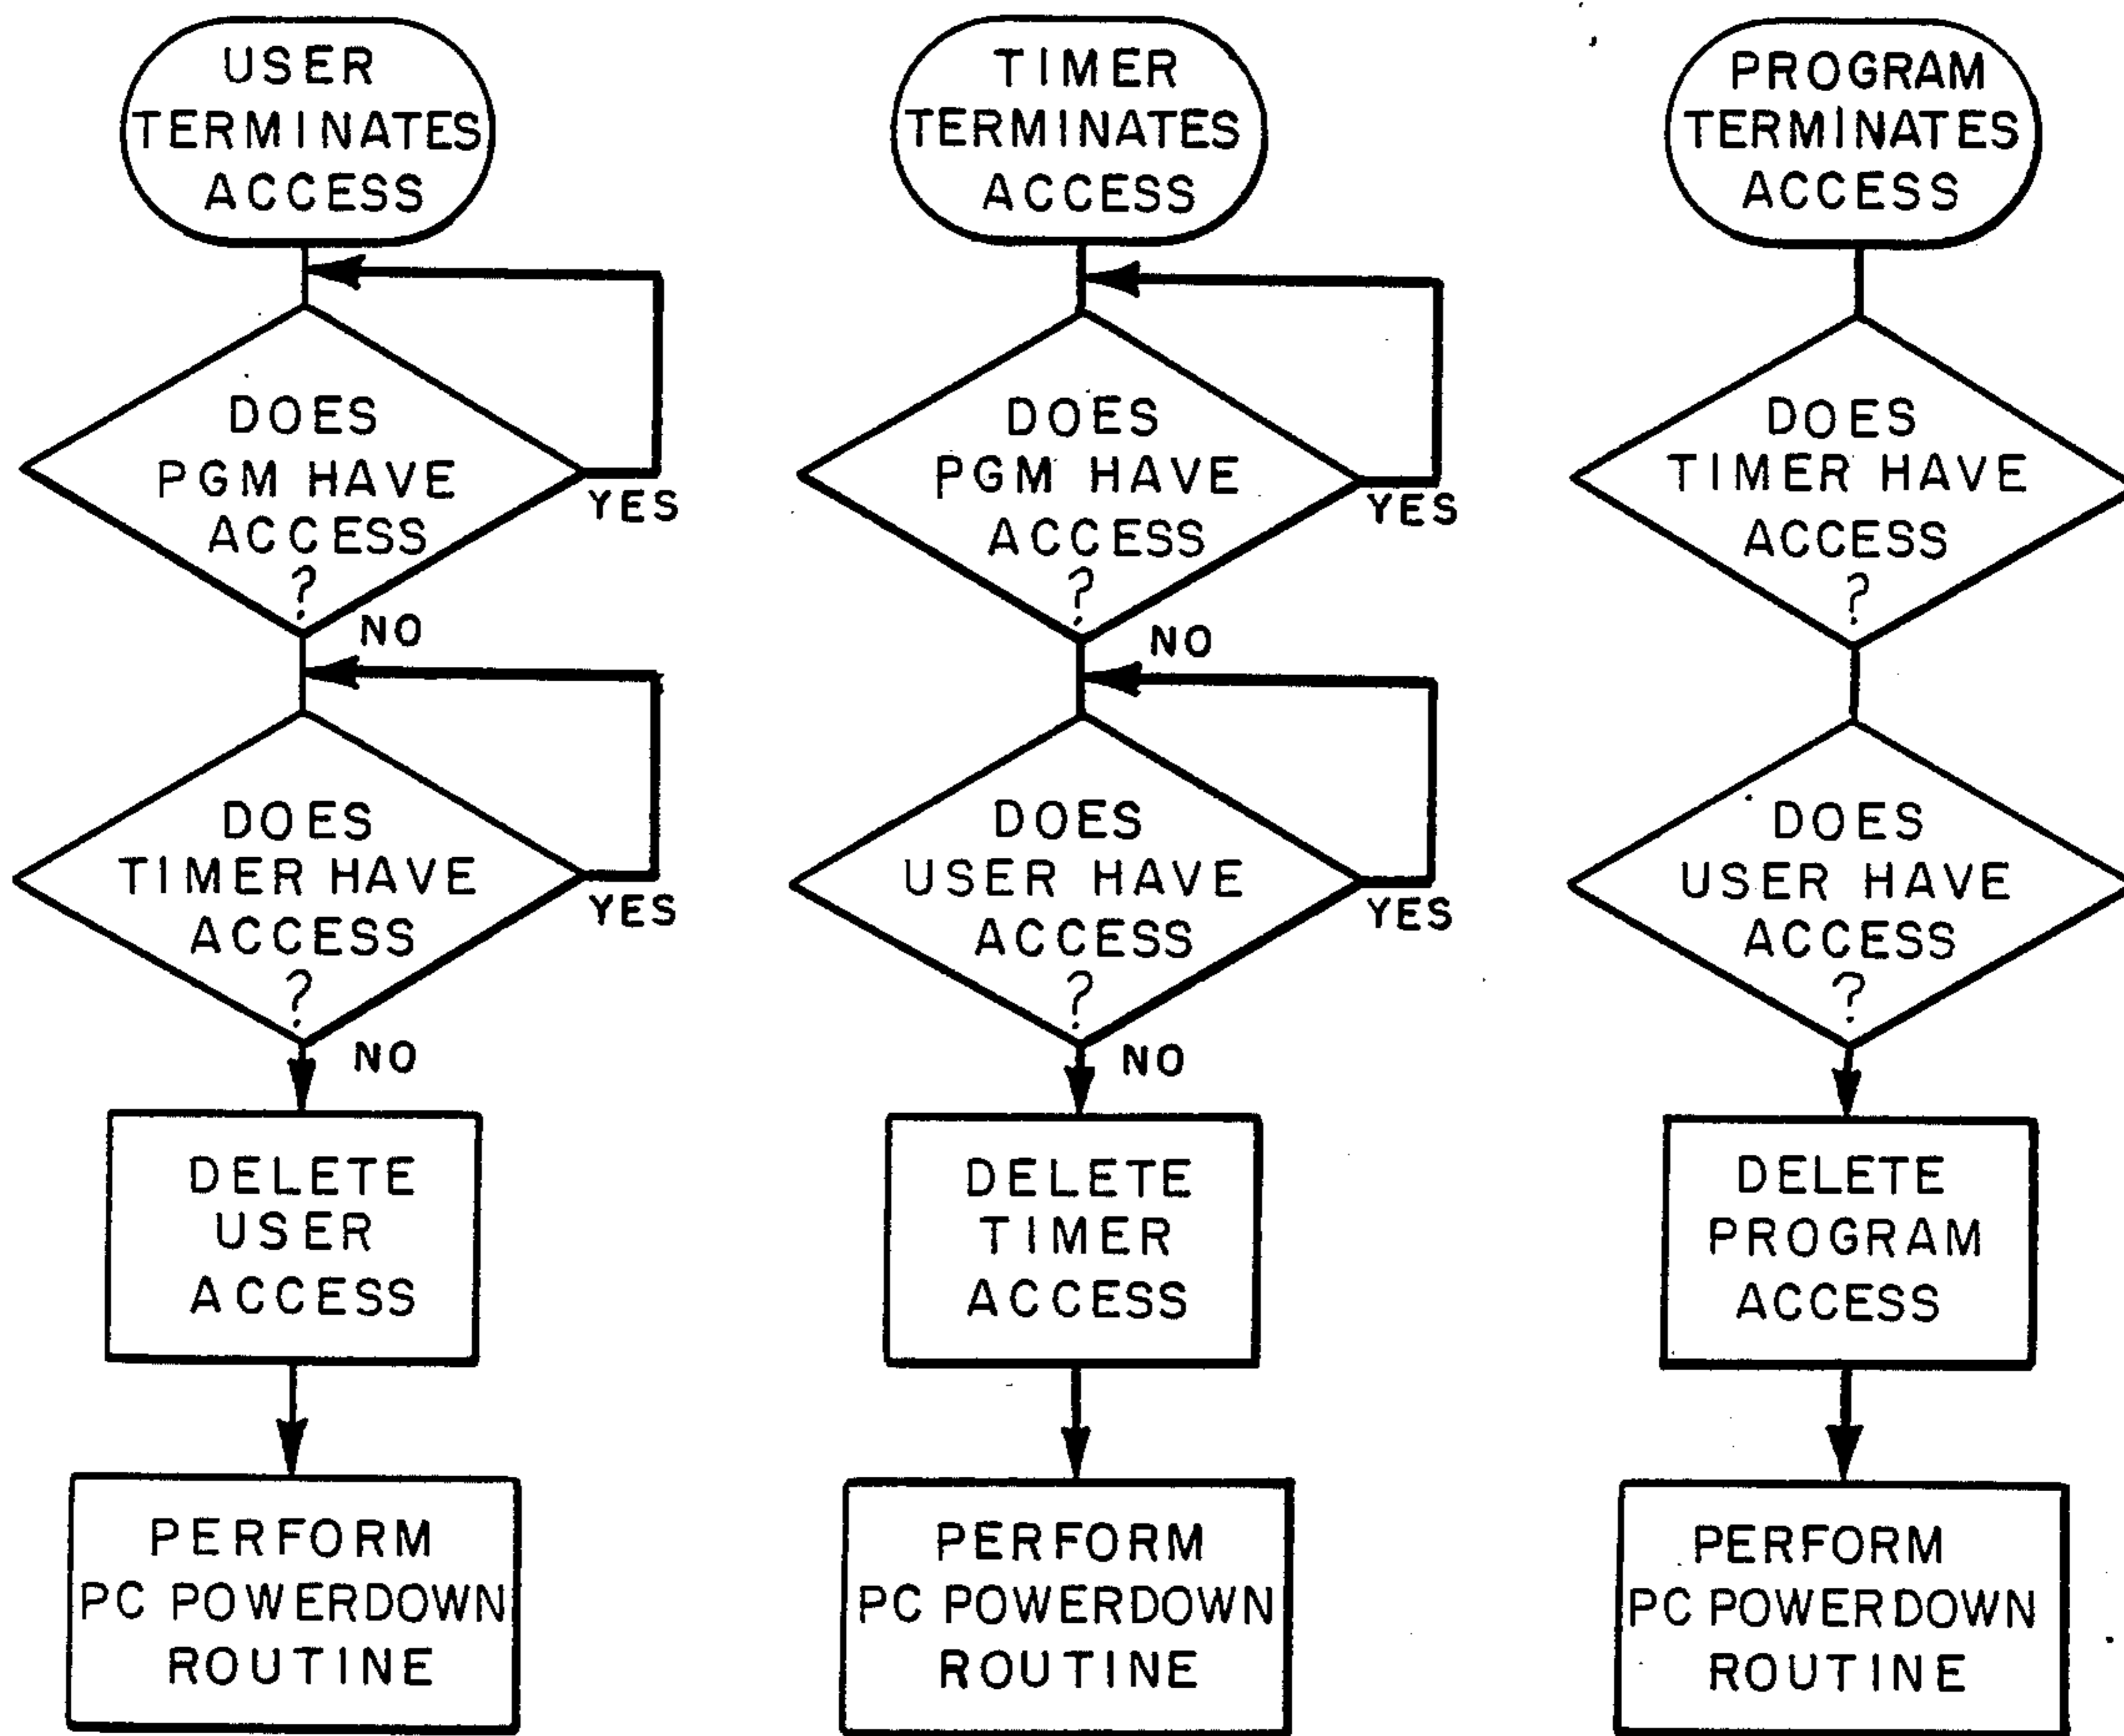 USER
TERMINATES
ACCESS
DOES
PGM HAVE
ACCESS
?
YES
NO
DOES
TIMER HAVE
ACCESS
?
YES
NO
DELETE
USER
ACCESS
PERFORM
PC POWERDOWN
ROUTINE
TIMER
TERMINATES
ACCESS
DOES
PGM HAVE
ACCESS
?
YES
NO
DOES
USER HAVE
ACCESS
?
YES
NO
DELETE
TIMER
ACCESS
PERFORM
PC POWERDOWN
ROUTINE
PROGRAM
TERMINATES
ACCESS
DOES
TIMER HAVE
ACCESS
?
DOES
USER HAVE
ACCESS
?
DELETE
PROGRAM
ACCESS
PERFORM
PC POWERDOWN
ROUTINE